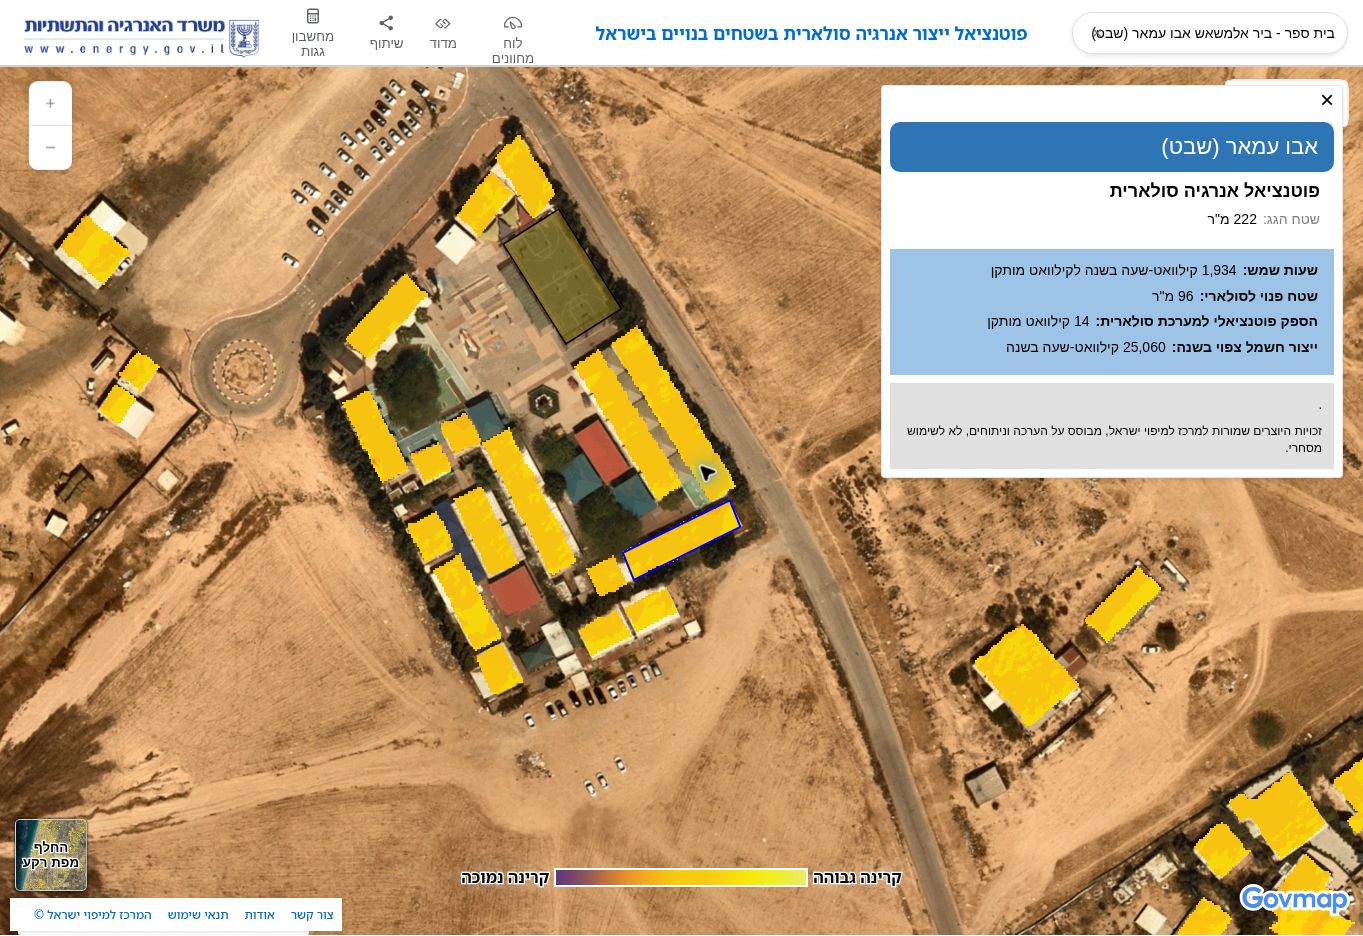 בית ספר - ביר אלמשאש אבו עמאר (שבט)
פוטנציאל ייצור אנרגיה סולארית בשטחים בנויים בישראל
לוח
מחוונים
מדוד
שיתוף
מחשבון
גגות
משרד האנרגיה והתשתיות
www.energy.gov.il
+
−
אבו עמאר (שבט)
פוטנציאל אנרגיה סולארית
שטח הגג: 222 מ"ר
שעות שמש: 1,934 קילוואט-שעה בשנה לקילוואט מותקן
שטח פנוי לסולארי: 96 מ"ר
הספק פוטנציאלי למערכת סולארית: 14 קילוואט מותקן
ייצור חשמל צפוי בשנה: 25,060 קילוואט-שעה בשנה
.
זכויות היוצרים שמורות למרכז למיפוי ישראל, מבוסס על הערכה וניתוחים, לא לשימוש
מסחרי.
החלף
מפת רקע
קרינה גבוהה
קרינה נמוכה
Govmap
צור קשר
אודות
תנאי שימוש
המרכז למיפוי ישראל ©